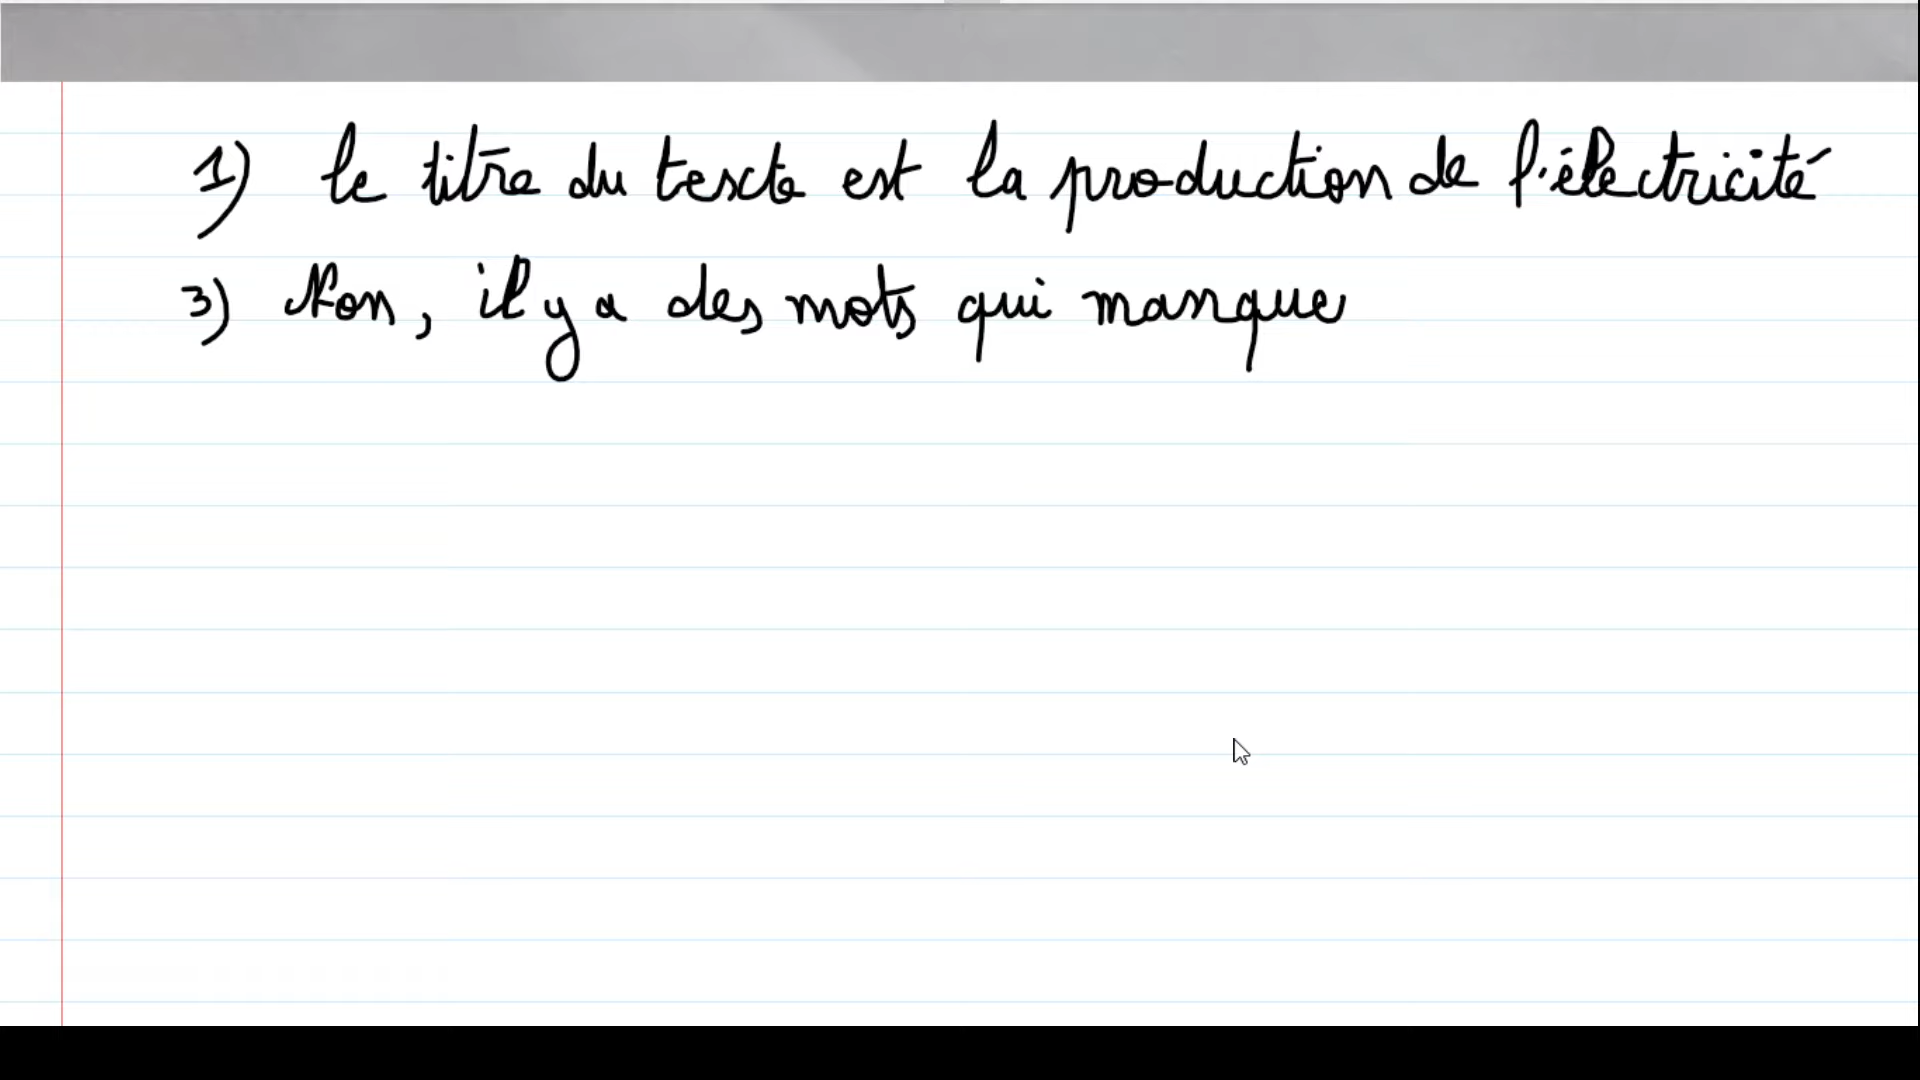 1) le titre du texte est la production de l'électricité
3) Non, il y a des mots qui manque